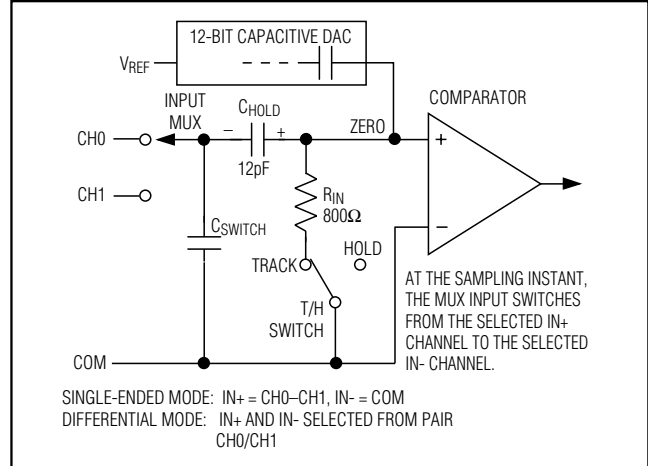 12-BIT CAPACITIVE DAC
VREF
INPUT
MUX
CHOLD
ZERO
COMPARATOR
CH0
– +
+
12pF
CH1
RIN
800Ω
CSWITCH
–
HOLD
TRACK
T/H
SWITCH
AT THE SAMPLING INSTANT,
THE MUX INPUT SWITCHES
FROM THE SELECTED IN+
CHANNEL TO THE SELECTED
IN- CHANNEL.
COM
SINGLE-ENDED MODE: IN+ = CH0–CH1, IN- = COM
DIFFERENTIAL MODE: IN+ AND IN- SELECTED FROM PAIR
CH0/CH1